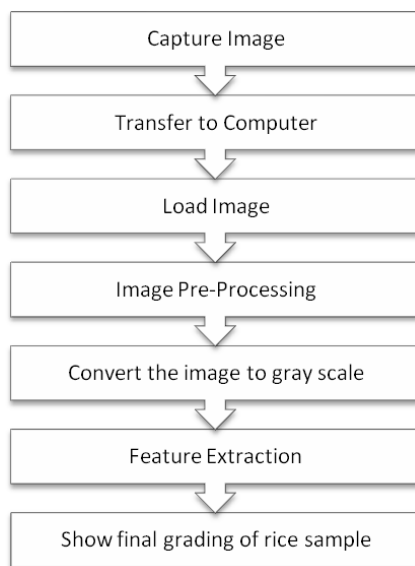 Capture Image
Transfer to Computer
Load Image
Image Pre-Processing
Convert the image to gray scale
Feature Extraction
Show final grading of rice sample